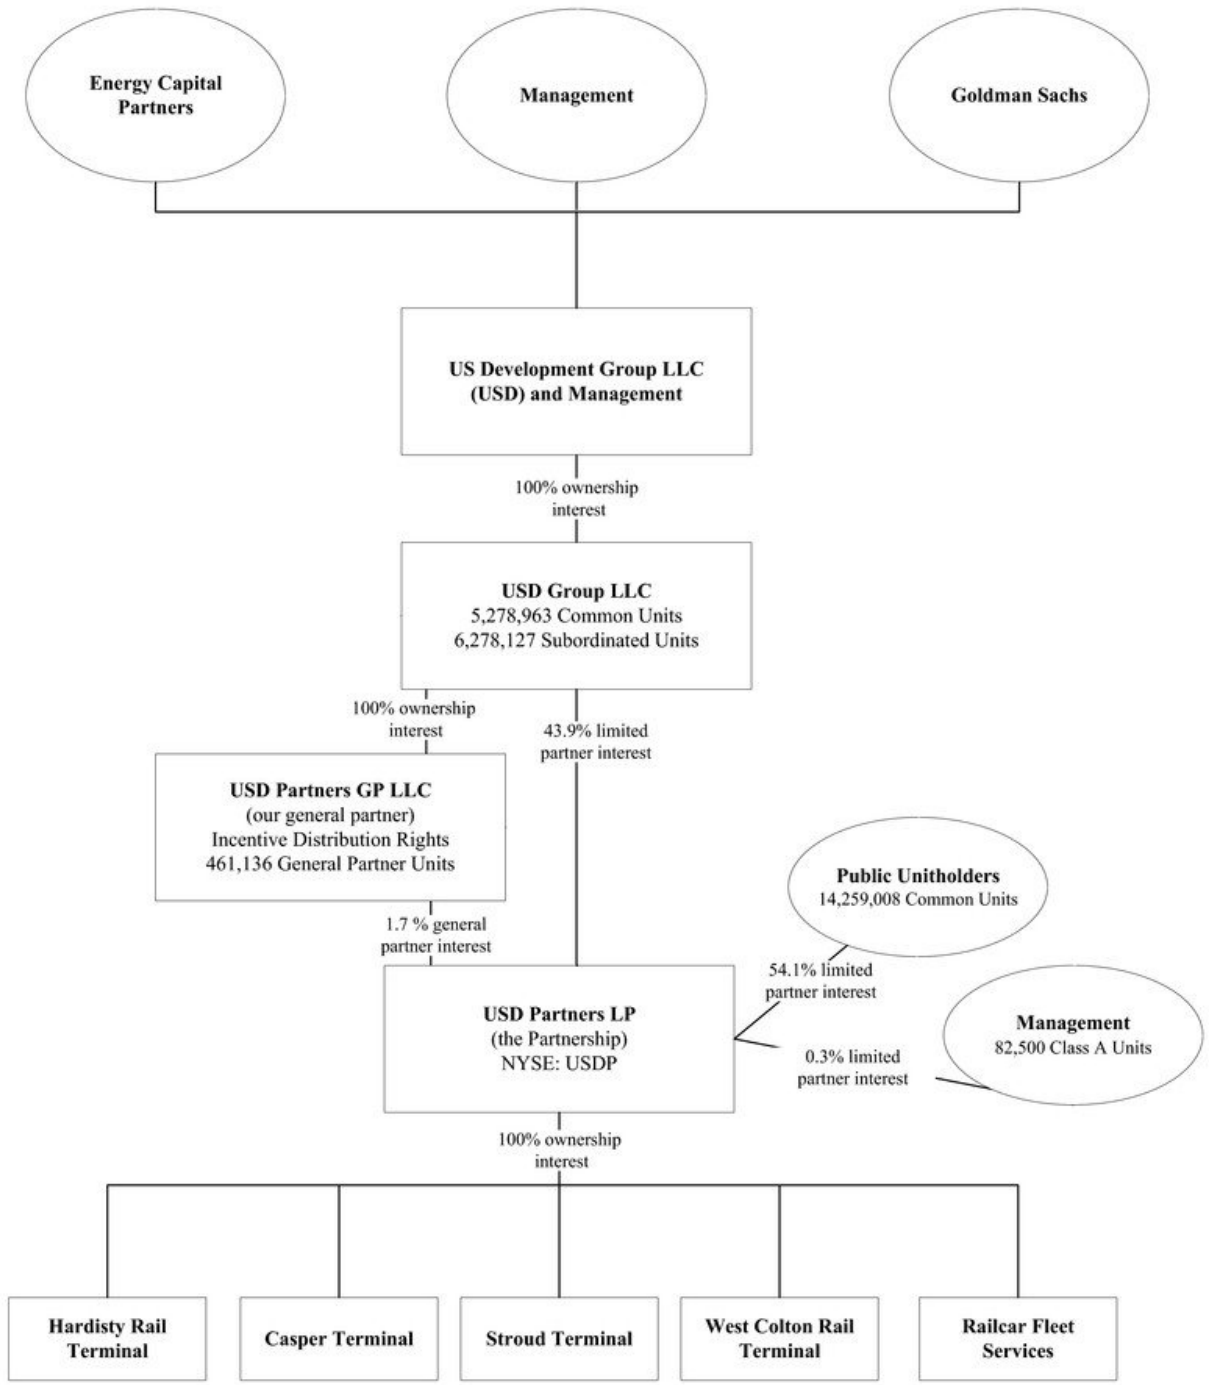 Energy Capital
Partners
Management
Goldman Sachs
US Development Group LLC
(USD) and Management
100% ownership
interest
USD Group LLC
5,278,963 Common Units
6,278,127 Subordinated Units
100% ownership
interest
43.9% limited
partner interest
USD Partners GP LLC
(our general partner)
Incentive Distribution Rights
461,136 General Partner Units
1.7 % general
partner interest
Public Unitholders
14,259,008 Common Units
54.1% limited
partner interest
USD Partners LP
(the Partnership)
NYSE: USDP
Management
82,500 Class A Units
0.3% limited
partner interest
100% ownership
interest
Hardisty Rail
Terminal
Casper Terminal
Stroud Terminal
West Colton Rail
Terminal
Railcar Fleet
Services